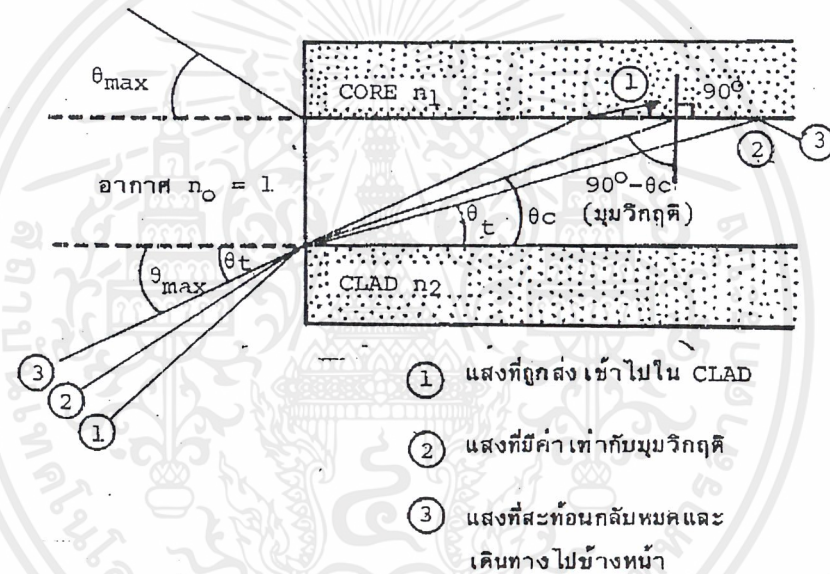 θmax
CORE n1
1
90°
2
3
อากาศ no = 1
90°-θc
(มุมวิกฤติ)
θt
θc
θmax
θt
CLAD n2
3
2
1
1 แสงที่ถูกส่งเข้าไปใน CLAD
2 แสงที่มีค่าเท่ากับมุมวิกฤติ
3 แสงที่สะท้อนกลับหมดและ
เดินทางไปข้างหน้า